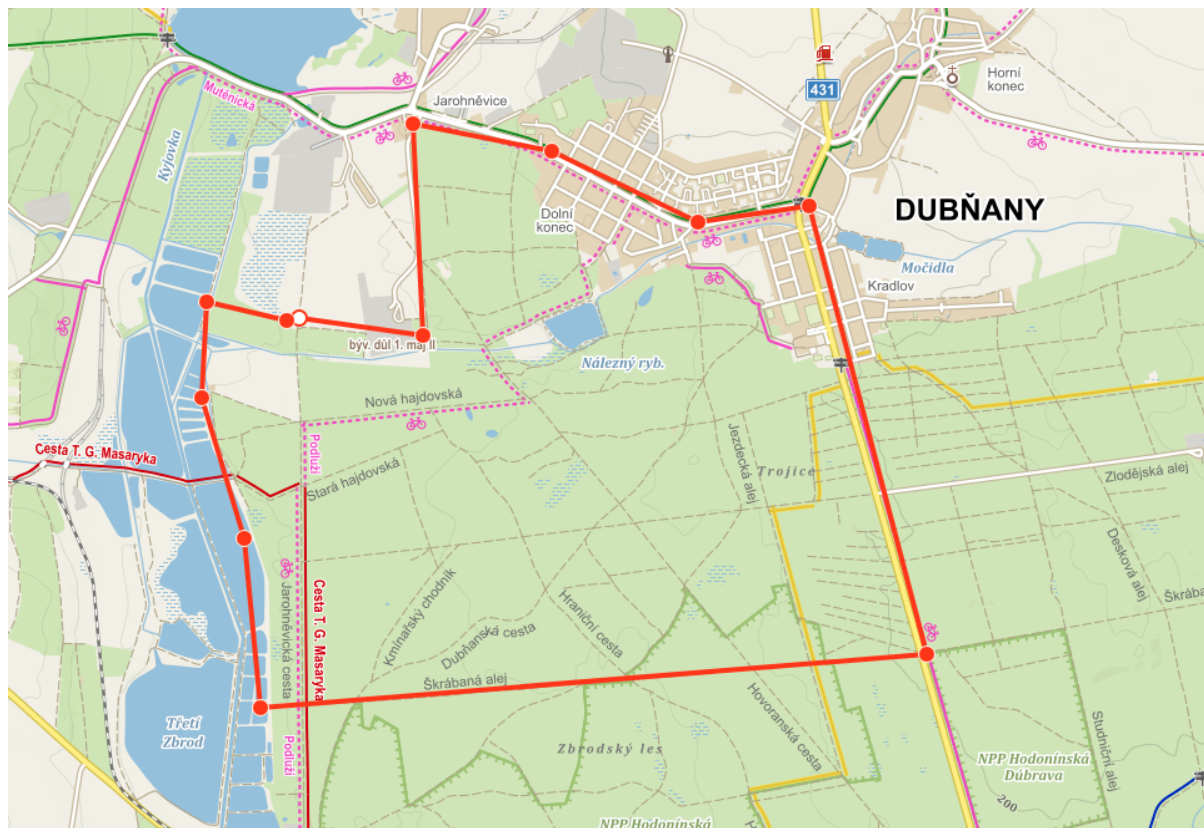 Mutěnická
Kyjovka
Jarohněvice
431
Horní
konec
Dolní
konec
DUBŇANY
Močidla
Kradlov
býv. důl 1. máj II
Nálezný ryb.
Nová hajdovská
Cesta T. G. Masaryka
Podluží
Stará hajdovská
Jezdecká alej
Trojice
Zlodějská alej
Desková alej
Škrábaná
Jarohněvická cesta
Cesta T. G. Masaryka
Kmínařský chodník
Dubňanská cesta
Hraniční cesta
Škrábaná alej
Hovoranská cesta
Třetí
Zbrod
Podluží
Zbrodský les
Studniční alej
NPP Hodonínská
Dúbrava
200
NPP Hodonínská